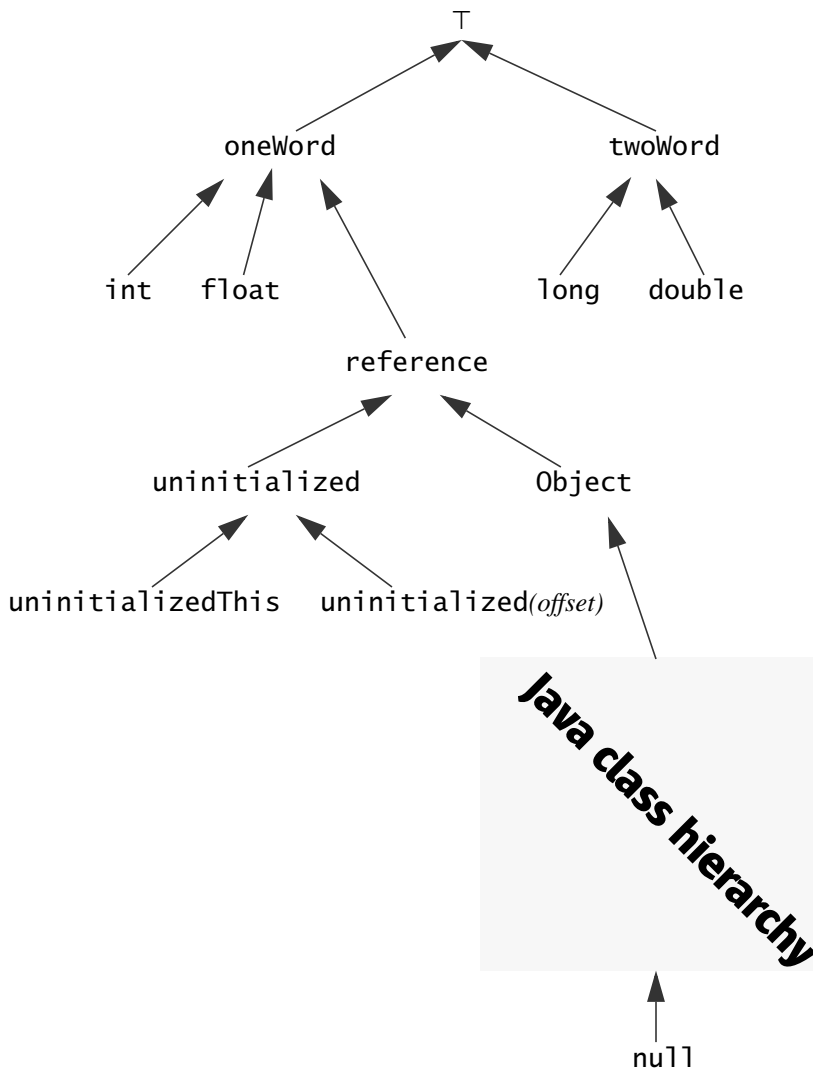 ⊤
oneWord twoWord
int float long double
reference
uninitialized Object
uninitializedThis uninitialized(offset)
Java class hierarchy
null